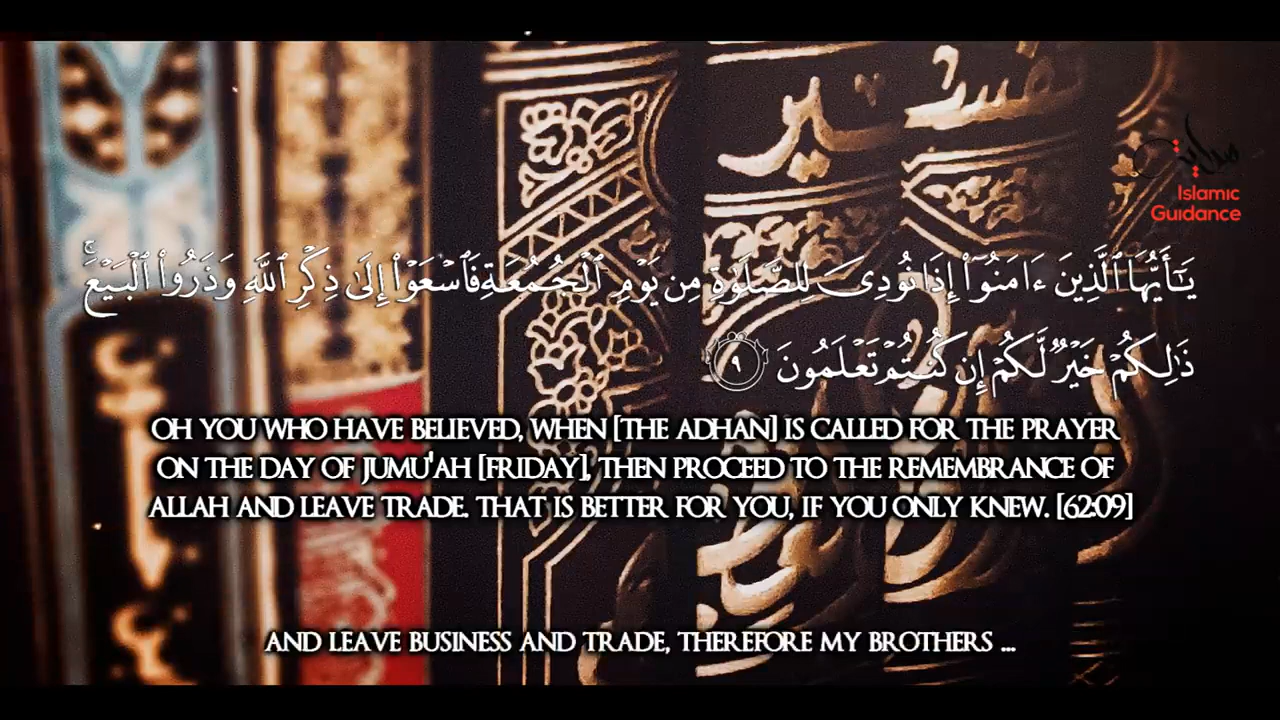 تفسير
هداية
Islamic
Guidance
يَـٰٓأَيُّهَا ٱلَّذِينَ ءَامَنُوٓا۟ إِذَا نُودِىَ لِلصَّلَوٰةِ مِن يَوْمِ ٱلْجُمُعَةِ فَٱسْعَوْا۟ إِلَىٰ ذِكْرِ ٱللَّهِ وَذَرُوا۟ ٱلْبَيْعَ ۚ
ذَٰلِكُمْ خَيْرٌ لَّكُمْ إِن كُنتُمْ تَعْلَمُونَ ٩
OH YOU WHO HAVE BELIEVED, WHEN [THE ADHAN] IS CALLED FOR THE PRAYER
ON THE DAY OF JUMU'AH [FRIDAY], THEN PROCEED TO THE REMEMBRANCE OF
ALLAH AND LEAVE TRADE. THAT IS BETTER FOR YOU, IF YOU ONLY KNEW. [62:09]
AND LEAVE BUSINESS AND TRADE, THEREFORE MY BROTHERS ...